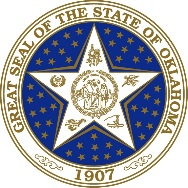 GREAT SEAL OF THE STATE OF OKLAHOMA
1907